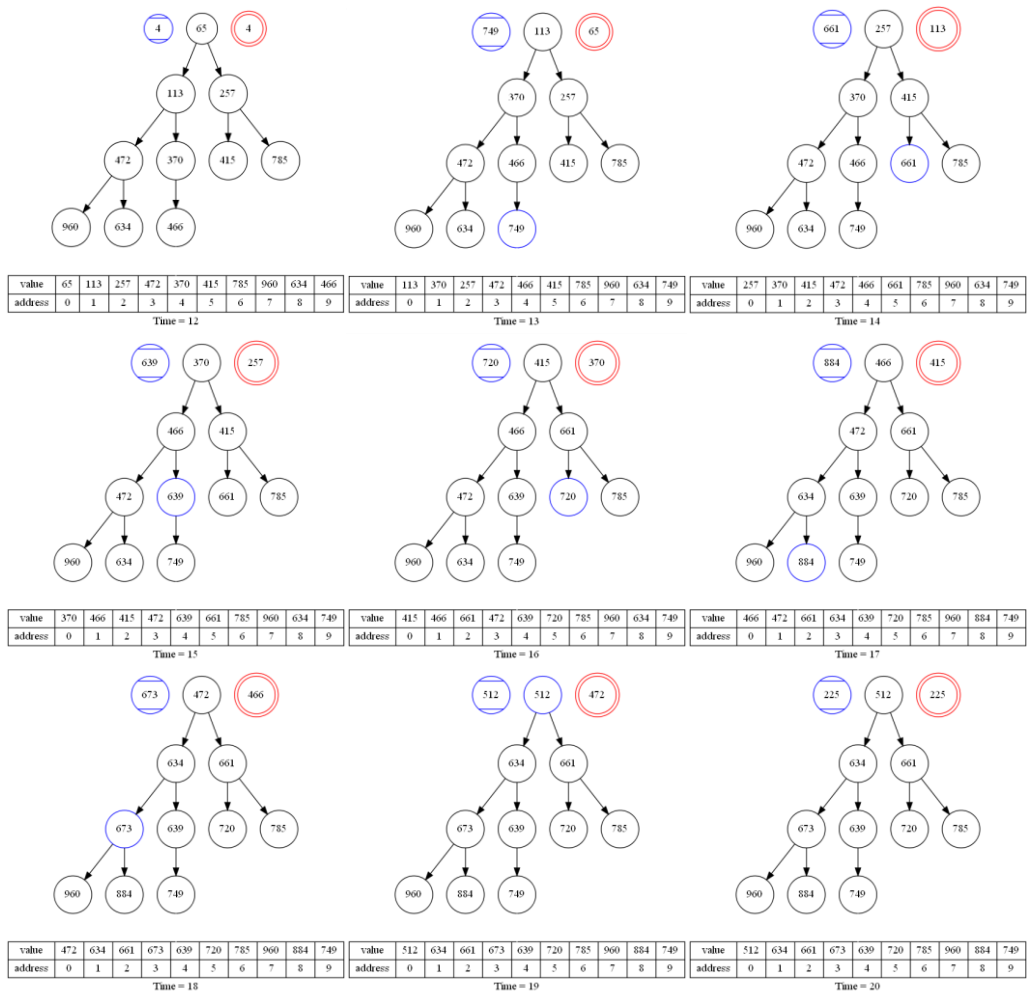 4 65 4
113 257
472 370 415 785
960 634 466
value 65 113 257 472 370 415 785 960 634 466
address 0 1 2 3 4 5 6 7 8 9
Time = 12
749 113 65
370 257
472 466 415 785
960 634 749
value 113 370 257 472 466 415 785 960 634 749
address 0 1 2 3 4 5 6 7 8 9
Time = 13
661 257 113
370 415
472 466 661 785
960 634 749
value 257 370 415 472 466 661 785 960 634 749
address 0 1 2 3 4 5 6 7 8 9
Time = 14
639 370 257
466 415
472 639 661 785
960 634 749
value 370 466 415 472 639 661 785 960 634 749
address 0 1 2 3 4 5 6 7 8 9
Time = 15
720 415 370
466 661
472 639 720 785
960 634 749
value 415 466 661 472 639 720 785 960 634 749
address 0 1 2 3 4 5 6 7 8 9
Time = 16
884 466 415
472 661
634 639 720 785
960 884 749
value 466 472 661 634 639 720 785 960 884 749
address 0 1 2 3 4 5 6 7 8 9
Time = 17
673 472 466
634 661
673 639 720 785
960 884 749
value 472 634 661 673 639 720 785 960 884 749
address 0 1 2 3 4 5 6 7 8 9
Time = 18
512 512 472
634 661
673 639 720 785
960 884 749
value 512 634 661 673 639 720 785 960 884 749
address 0 1 2 3 4 5 6 7 8 9
Time = 19
225 512 225
634 661
673 639 720 785
960 884 749
value 512 634 661 673 639 720 785 960 884 749
address 0 1 2 3 4 5 6 7 8 9
Time = 20